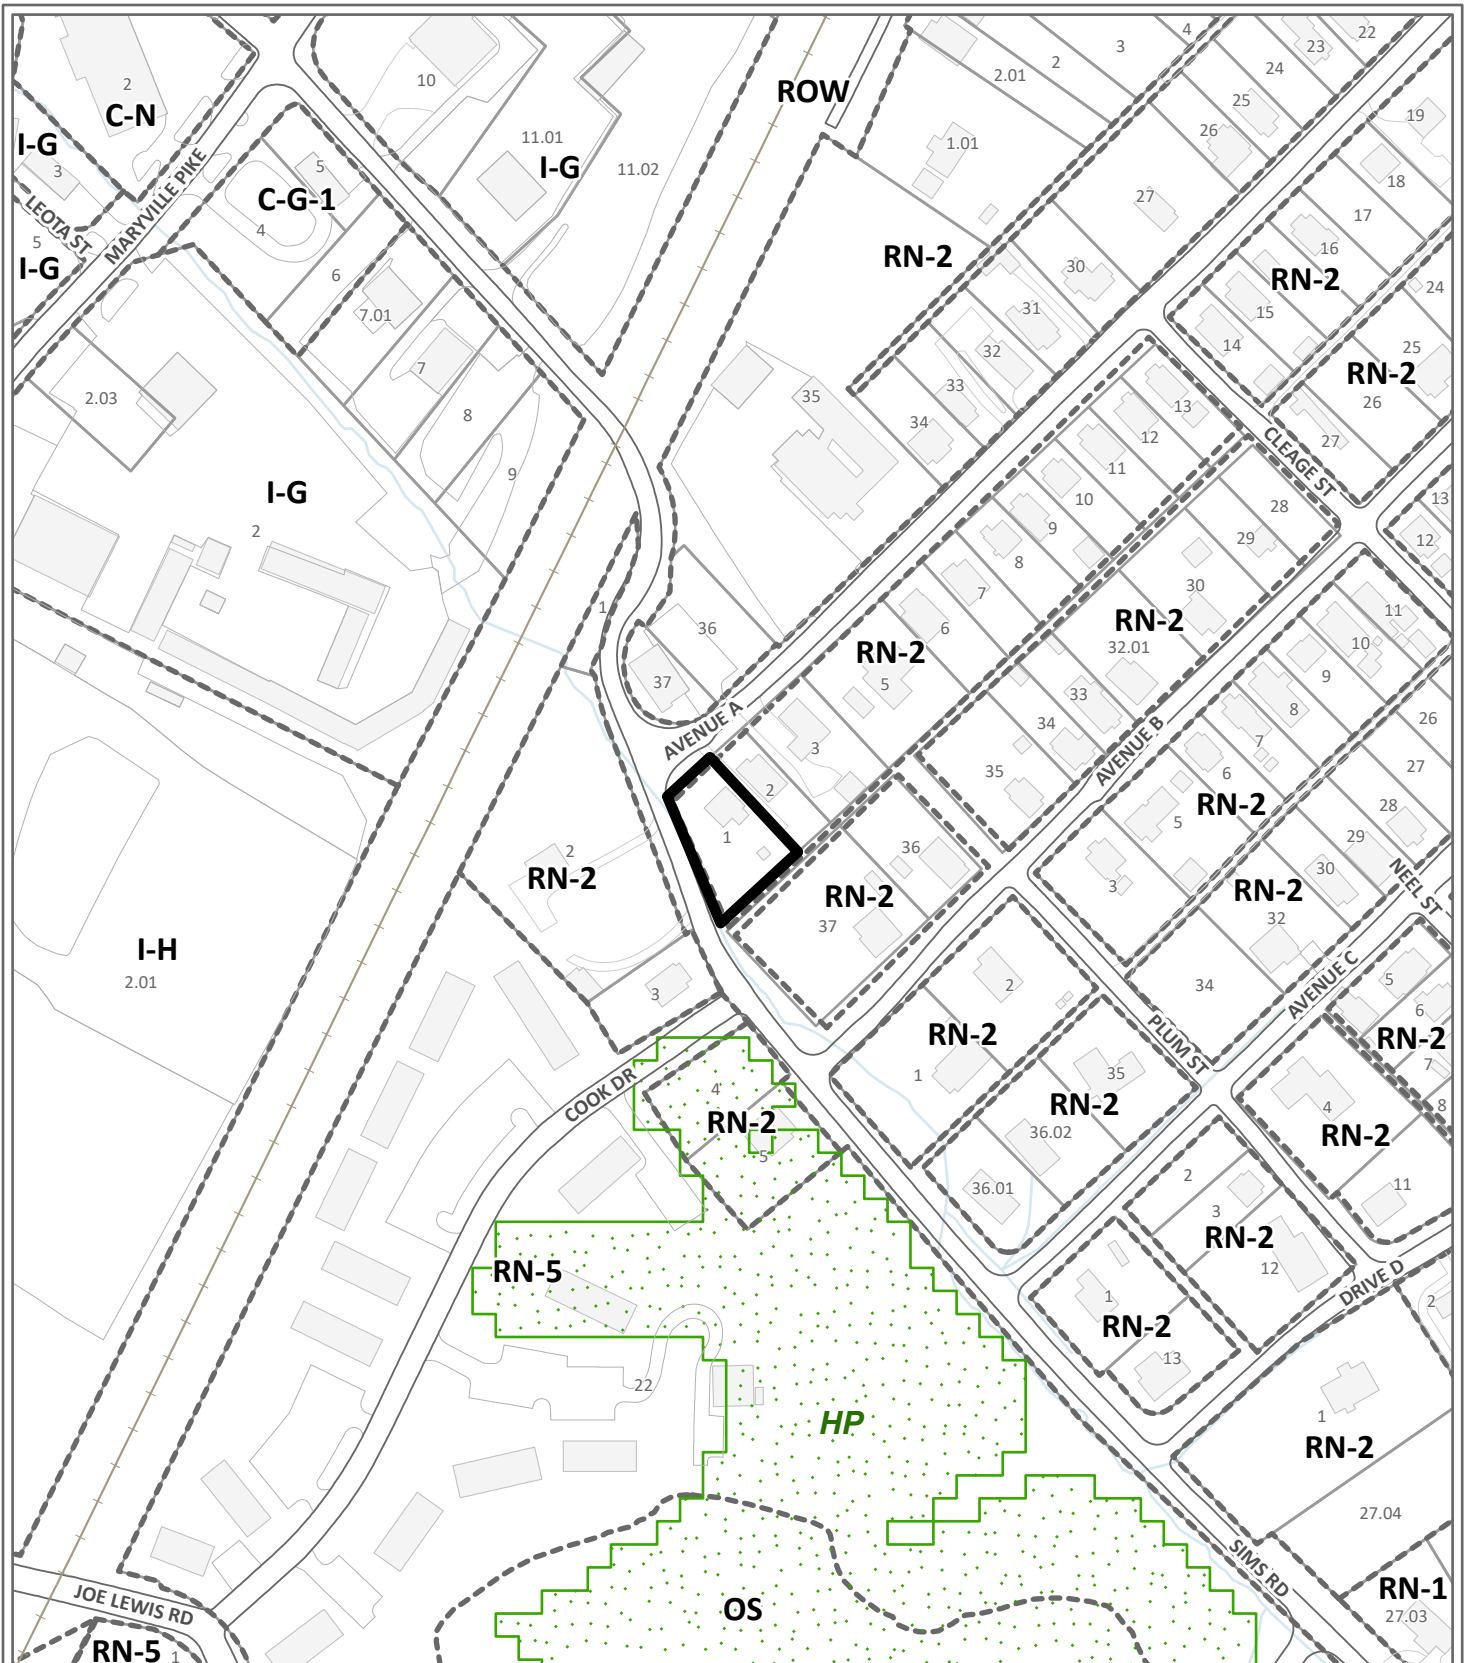 4
22
23
3
2
24
2.01
ROW
10
2
C-N
25
19
26
1.01
11.01
I-G
I-G
11.02
3
5
MARYVILLE PIKE
C-G-1
18
27
17
LEOTA ST
4
5
16
RN-2
30
RN-2
I-G
6
24
31
15
7.01
14
32
25
RN-2
7
33
26
2.03
35
13
8
34
12
27
CLEAGE ST
11
9
I-G
10
13
28
2
9
29
12
8
7
30
1
11
36
6
RN-2
10
RN-2
32.01
9
37
5
33
8
26
AVENUE A
34
7
3
AVENUE B
35
6
27
2
RN-2
28
1
5
29
2
36
RN-2
3
30
NEEL ST
RN-2
RN-2
32
37
I-H
2.01
2
34
AVENUE C
5
3
6
RN-2
RN-2
PLUM ST
7
1
35
COOK DR
4
RN-2
8
4
RN-2
36.02
RN-2
5
2
36.01
11
3
RN-2
RN-5
12
DRIVE D
1
2
RN-2
13
22
HP
1
RN-2
27.04
SIMS RD
JOE LEWIS RD
OS
RN-1
27.03
RN-5
1